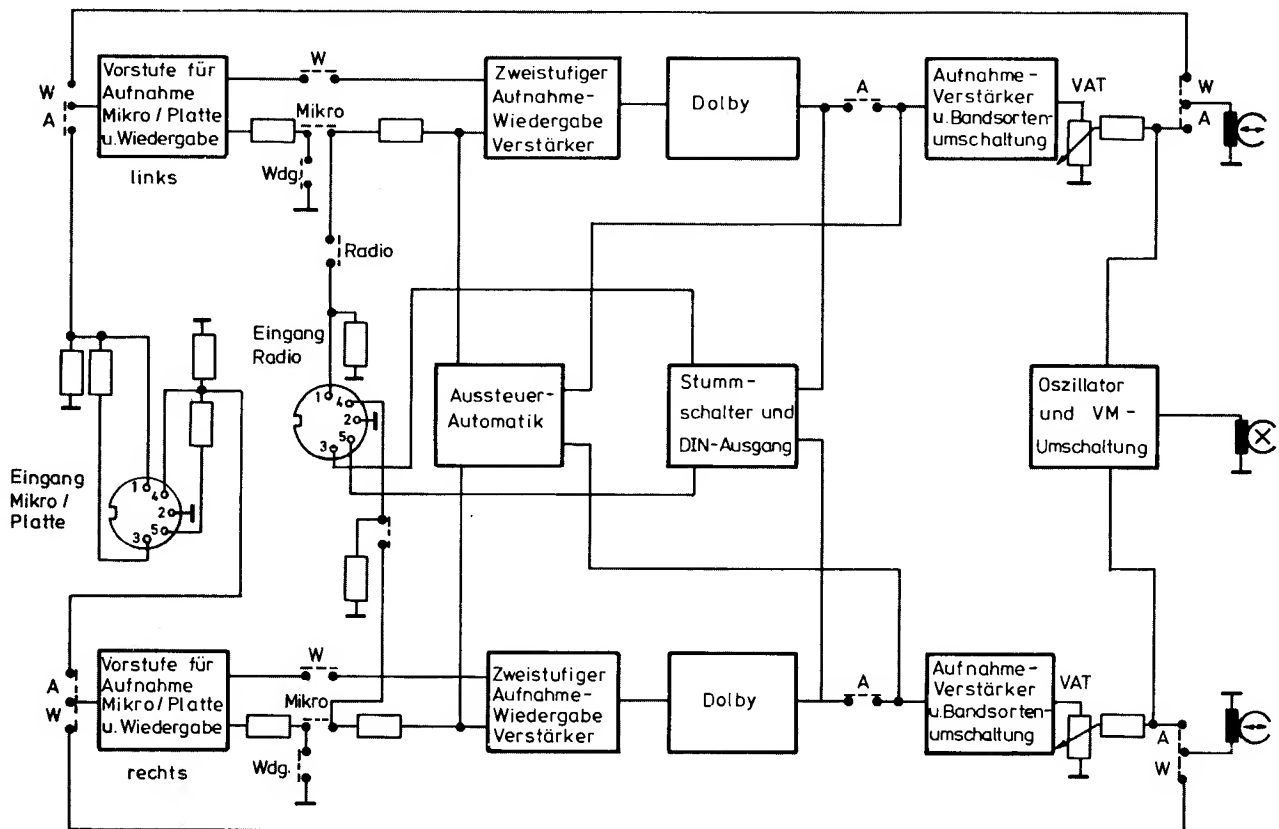 W
A
Vorstufe für
Aufnahme
Mikro / Platte
u. Wiedergabe
links
W
Mikro
Wdg.
Zweistufiger
Aufnahme-
Wiedergabe
Verstärker
Dolby
A
Aufnahme-
Verstärker
u. Bandsorten-
umschaltung
VAT
W
A
Radio
Eingang
Radio
1
4
2
5
3
Aussteuer-
Automatik
Stumm-
schalter und
DIN-Ausgang
Oszillator
und VM-
Umschaltung
Eingang
Mikro /
Platte
1
4
2
5
3
A
W
Vorstufe für
Aufnahme
Mikro / Platte
u. Wiedergabe
rechts
W
Mikro
Wdg.
Zweistufiger
Aufnahme-
Wiedergabe
Verstärker
Dolby
A
Aufnahme-
Verstärker
u. Bandsorten-
umschaltung
VAT
A
W